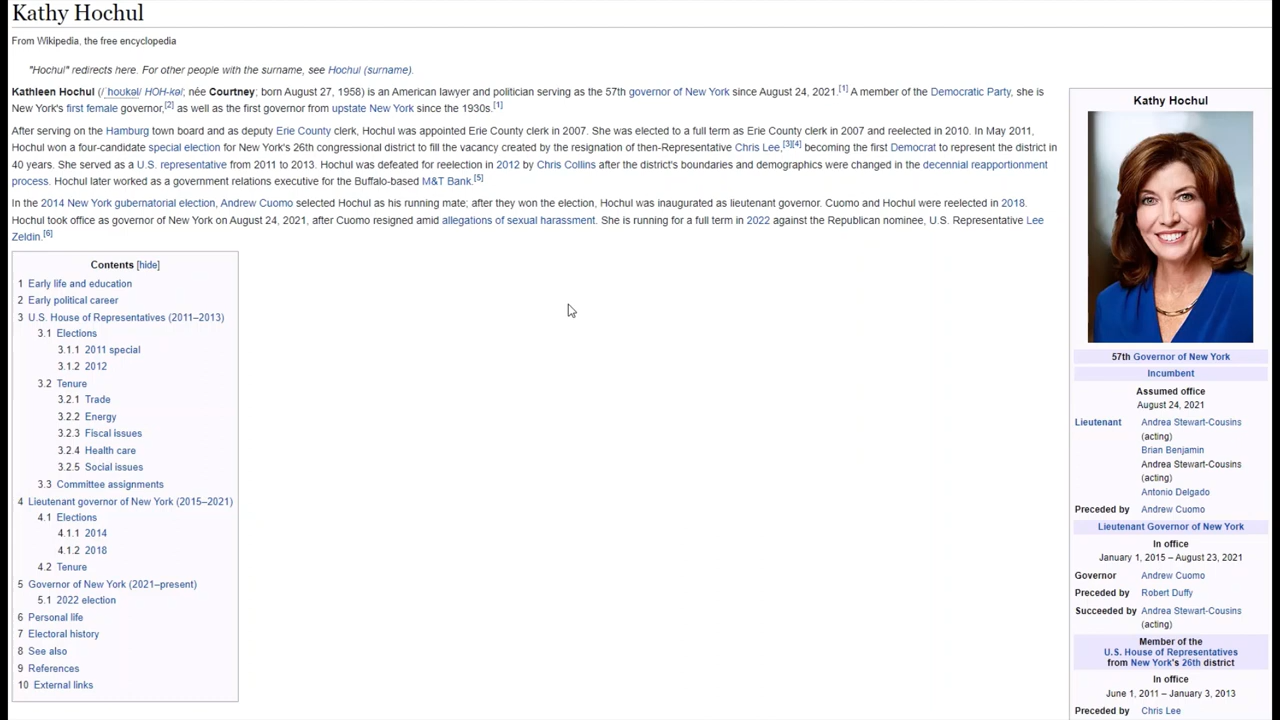 Kathy Hochul
From Wikipedia, the free encyclopedia
"Hochul" redirects here. For other people with the surname, see Hochul (surname).
Kathleen Hochul (/ˈhoʊkəl/ HOH-kəl; née Courtney; born August 27, 1958) is an American lawyer and politician serving as the 57th governor of New York since August 24, 2021.[1] A member of the Democratic Party, she is
New York's first female governor,[2] as well as the first governor from upstate New York since the 1930s.[1]
After serving on the Hamburg town board and as deputy Erie County clerk, Hochul was appointed Erie County clerk in 2007. She was elected to a full term as Erie County clerk in 2007 and reelected in 2010. In May 2011,
Hochul won a four-candidate special election for New York's 26th congressional district to fill the vacancy created by the resignation of then-Representative Chris Lee,[3][4] becoming the first Democrat to represent the district in
40 years. She served as a U.S. representative from 2011 to 2013. Hochul was defeated for reelection in 2012 by Chris Collins after the district's boundaries and demographics were changed in the decennial reapportionment
process. Hochul later worked as a government relations executive for the Buffalo-based M&T Bank.[5]
In the 2014 New York gubernatorial election, Andrew Cuomo selected Hochul as his running mate; after they won the election, Hochul was inaugurated as lieutenant governor. Cuomo and Hochul were reelected in 2018.
Hochul took office as governor of New York on August 24, 2021, after Cuomo resigned amid allegations of sexual harassment. She is running for a full term in 2022 against the Republican nominee, U.S. Representative Lee
Zeldin.[6]
Contents [hide]
1 Early life and education
2 Early political career
3 U.S. House of Representatives (2011–2013)
3.1 Elections
3.1.1 2011 special
3.1.2 2012
3.2 Tenure
3.2.1 Trade
3.2.2 Energy
3.2.3 Fiscal issues
3.2.4 Health care
3.2.5 Social issues
3.3 Committee assignments
4 Lieutenant governor of New York (2015–2021)
4.1 Elections
4.1.1 2014
4.1.2 2018
4.2 Tenure
5 Governor of New York (2021–present)
5.1 2022 election
6 Personal life
7 Electoral history
8 See also
9 References
10 External links
Kathy Hochul
57th Governor of New York
Incumbent
Assumed office
August 24, 2021
Lieutenant Andrea Stewart-Cousins
(acting)
Brian Benjamin
Andrea Stewart-Cousins
(acting)
Antonio Delgado
Preceded by Andrew Cuomo
Lieutenant Governor of New York
In office
January 1, 2015 – August 23, 2021
Governor Andrew Cuomo
Preceded by Robert Duffy
Succeeded by Andrea Stewart-Cousins
(acting)
Member of the
U.S. House of Representatives
from New York's 26th district
In office
June 1, 2011 – January 3, 2013
Preceded by Chris Lee